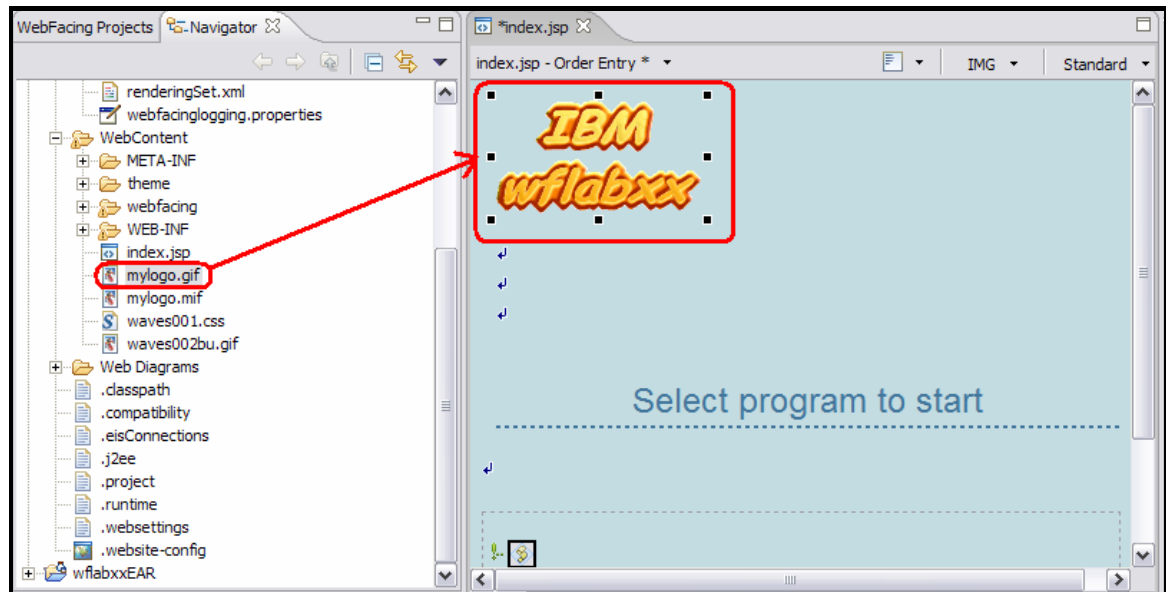 WebFacing Projects
Navigator
renderingSet.xml
webfacinglogging.properties
WebContent
META-INF
theme
webfacing
WEB-INF
index.jsp
mylogo.gif
mylogo.mif
waves001.css
waves002bu.gif
Web Diagrams
.classpath
.compatibility
.eisConnections
.j2ee
.project
.runtime
.websettings
.website-config
wflabxxEAR
*index.jsp
index.jsp - Order Entry *
IMG
Standard
IBM
wflabxx
Select program to start